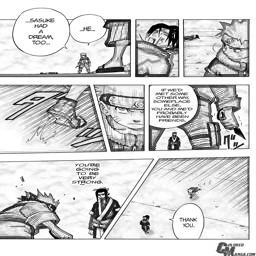 ...SASUKE
HAD
A
DREAM,
TOO...
...HE...
IF WE'D
MET SOME
OTHER WAY,
SOMEPLACE
ELSE,
YOU AND ME'D
PROBABLY
HAVE BEEN
FRIENDS.
YOU'RE
GOING
TO BE
VERY
STRONG.
THANK
YOU.
COLORED
MANGA.COM